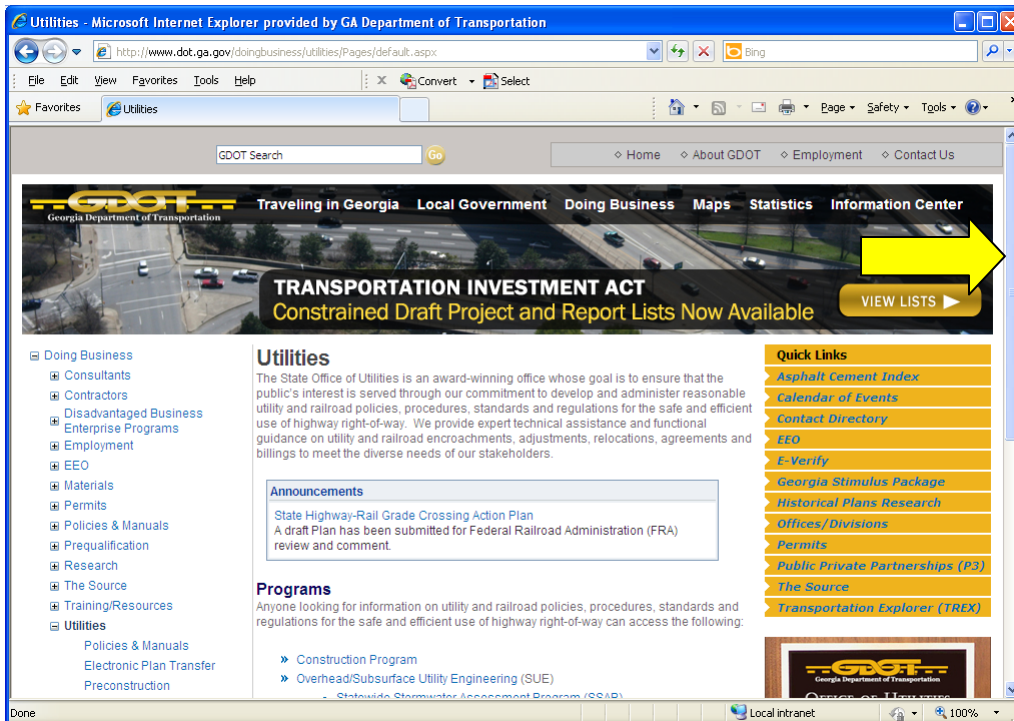 Utilities - Microsoft Internet Explorer provided by GA Department of Transportation
http://www.dot.ga.gov/doingbusiness/utilities/Pages/default.aspx
Bing
File Edit View Favorites Tools Help
x Convert Select
Favorites Utilities
Page Safety Tools
GDOT Search Go
Home About GDOT Employment Contact Us
GDOT
Georgia Department of Transportation
Traveling in Georgia Local Government Doing Business Maps Statistics Information Center
TRANSPORTATION INVESTMENT ACT
Constrained Draft Project and Report Lists Now Available
VIEW LISTS
Doing Business
Consultants
Contractors
Disadvantaged Business
Enterprise Programs
Employment
EEO
Materials
Permits
Policies & Manuals
Prequalification
Research
The Source
Training/Resources
Utilities
Policies & Manuals
Electronic Plan Transfer
Preconstruction
Utilities
The State Office of Utilities is an award-winning office whose goal is to ensure that the
public's interest is served through our commitment to develop and administer reasonable
utility and railroad policies, procedures, standards and regulations for the safe and efficient
use of highway right-of-way. We provide expert technical assistance and functional
guidance on utility and railroad encroachments, adjustments, relocations, agreements and
billings to meet the diverse needs of our stakeholders.
Announcements
State Highway-Rail Grade Crossing Action Plan
A draft Plan has been submitted for Federal Railroad Administration (FRA)
review and comment.
Programs
Anyone looking for information on utility and railroad policies, procedures, standards and
regulations for the safe and efficient use of highway right-of-way can access the following:
» Construction Program
» Overhead/Subsurface Utility Engineering (SUE)
Statewide Stormwater Assessment Program (SSAP)
Quick Links
Asphalt Cement Index
Calendar of Events
Contact Directory
EEO
E-Verify
Georgia Stimulus Package
Historical Plans Research
Offices/Divisions
Permits
Public Private Partnerships (P3)
The Source
Transportation Explorer (TREX)
GDOT
Georgia Department of Transportation
OFFICE OF UTILITIES
Done Local intranet 100%